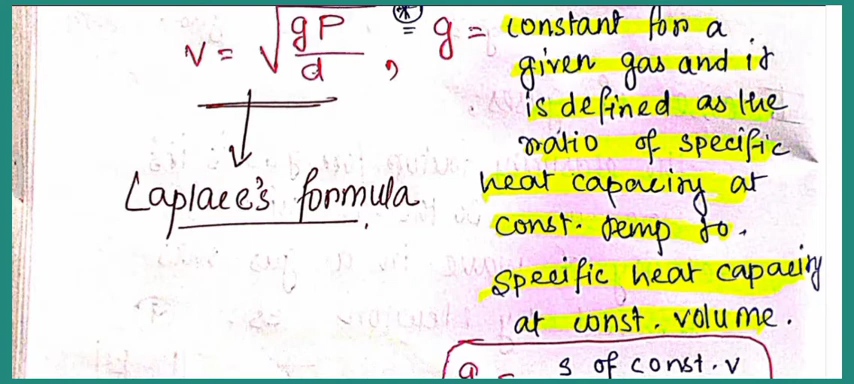 v = √gP/d , g = constant for a
given gas and it
is defined as the
ratio of specific
heat capacity at
const. temp to.
specific heat capacity
at const. volume.
Laplace's formula
g = s of const. v